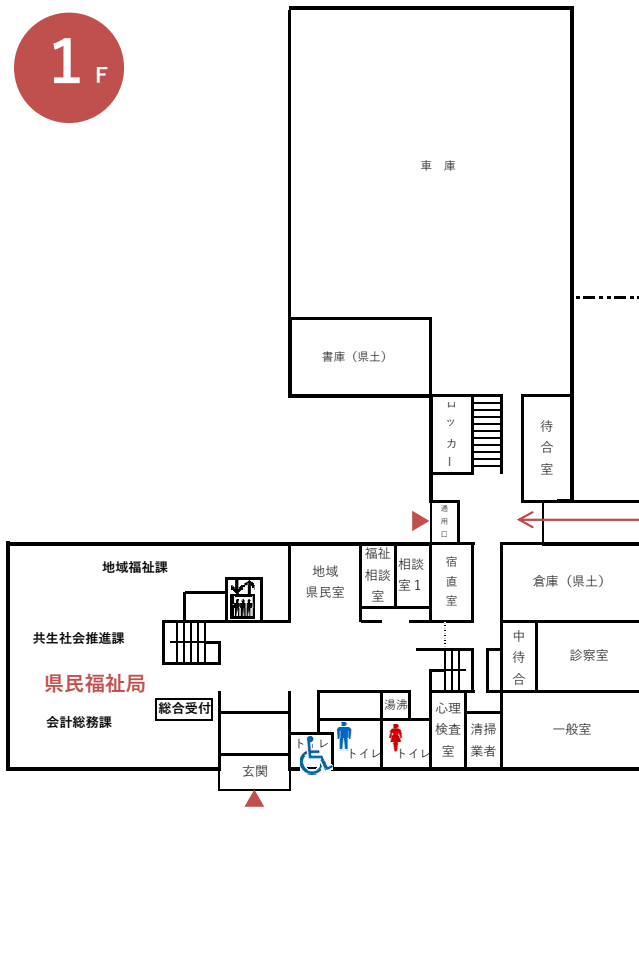 1 F
車 庫
書庫（県土）
ロッカー
待合室
通用口
地域福祉課
地域
県民室
福祉
相談
室
相談
室1
宿直室
倉庫（県土）
共生社会推進課
中待合
診察室
県民福祉局
総合受付
会計総務課
湯沸
心理
検査
室
清掃
業者
一般室
トイレ
トイレ
トイレ
玄関